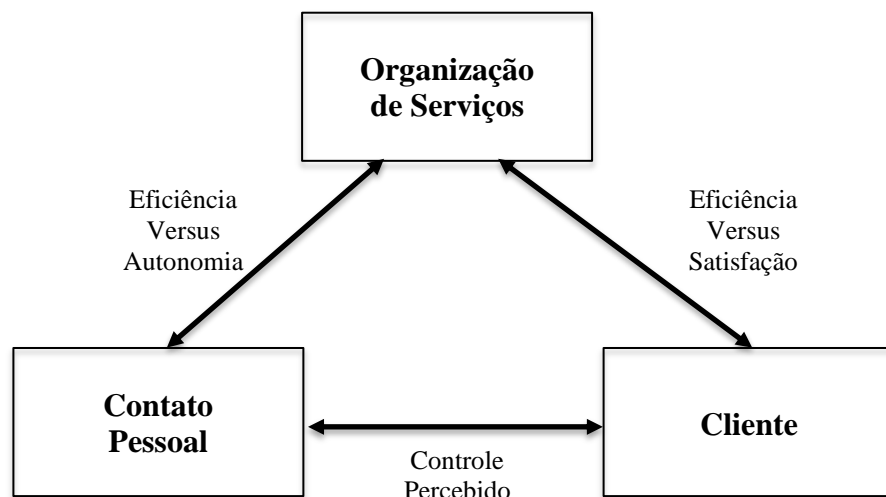 Organização
de Serviços
Eficiência
Versus
Autonomia
Eficiência
Versus
Satisfação
Contato
Pessoal
Cliente
Controle
Percebido